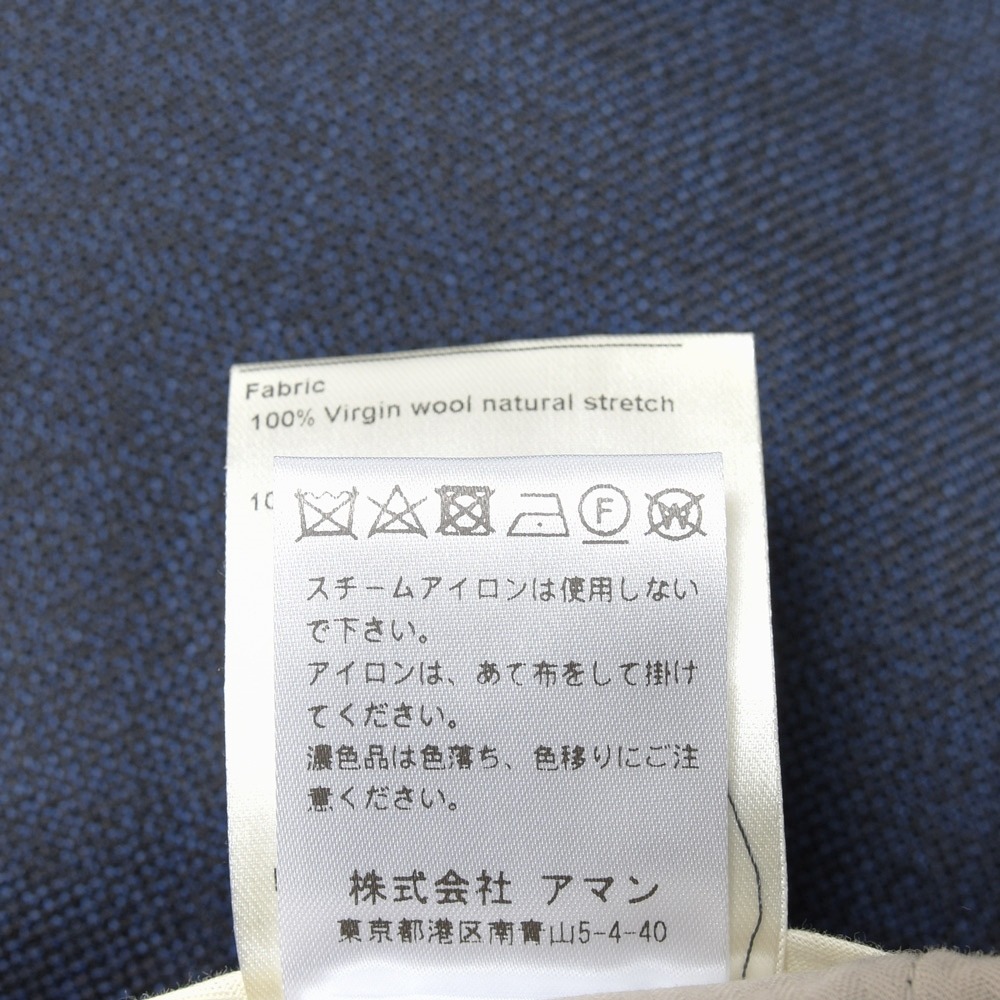 Fabric
100% Virgin wool natural stretch
10
F W
スチームアイロンは使用しない
で下さい。
アイロンは、あて布をして掛け
てください。
濃色品は色落ち、色移りにご注
意ください。
株式会社 アマン
東京都港区南青山5-4-40